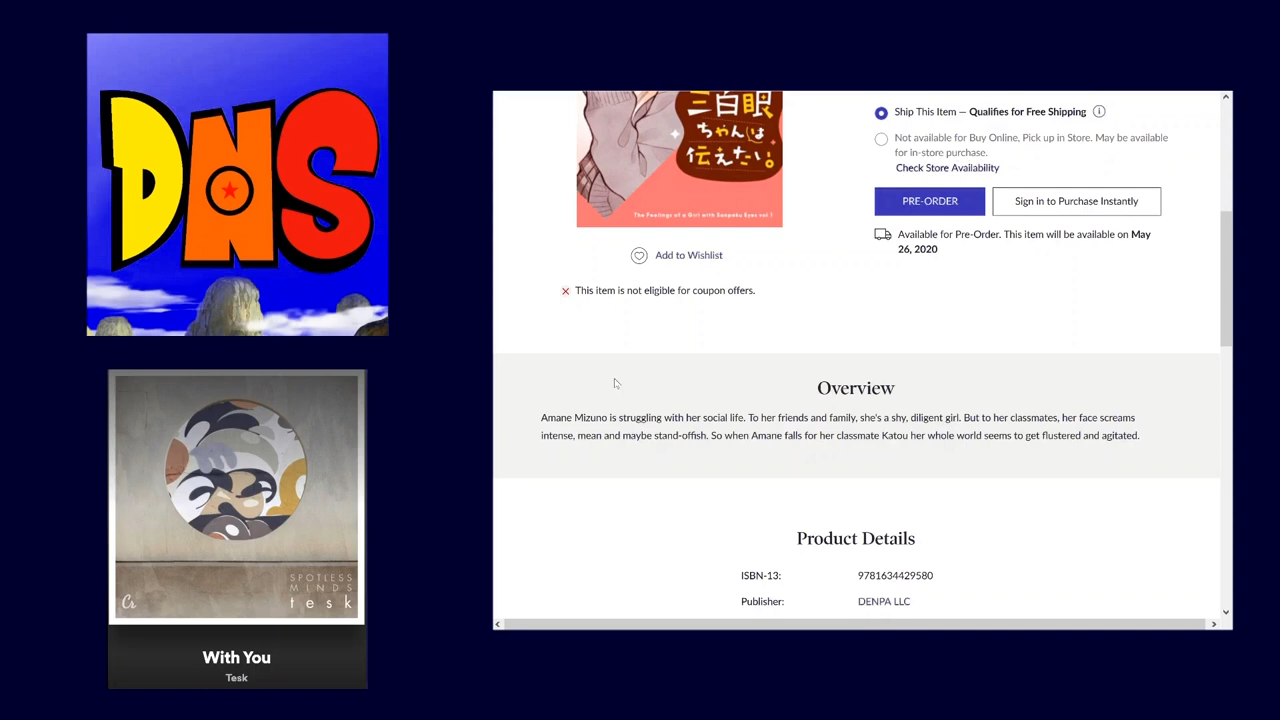 DNS
SPOTLESS
MINDS
tesk
Cr
With You
Tesk
三白眼
ちゃんは
伝えたい。
The Feelings of a Girl with Sanpaku Eyes vol.1
Add to Wishlist
This item is not eligible for coupon offers.
Ship This Item — Qualifies for Free Shipping
Not available for Buy Online, Pick up in Store. May be available
for in-store purchase.
Check Store Availability
PRE-ORDER
Sign in to Purchase Instantly
Available for Pre-Order. This item will be available on May
26, 2020
Overview
Amane Mizuno is struggling with her social life. To her friends and family, she's a shy, diligent girl. But to her classmates, her face screams
intense, mean and maybe stand-offish. So when Amane falls for her classmate Katou her whole world seems to get flustered and agitated.
Product Details
ISBN-13: 9781634429580
Publisher: DENPA LLC